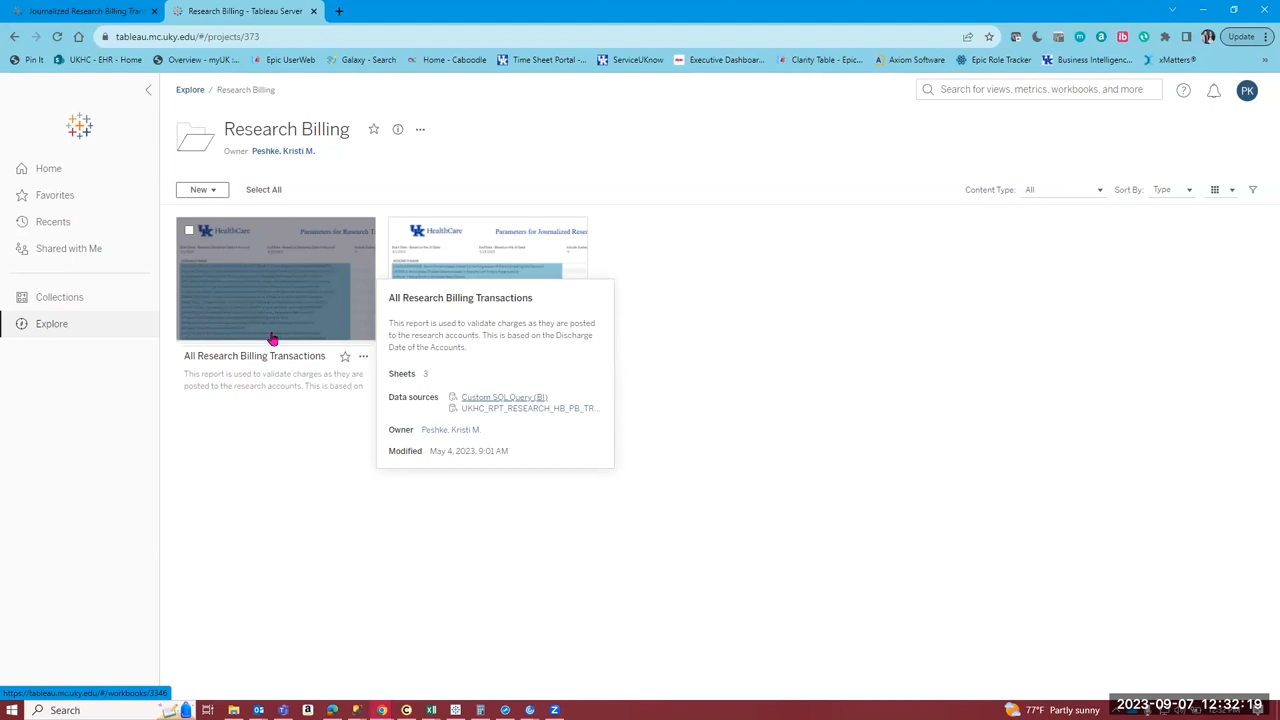 Journalized Research Billing Tran
Research Billing - Tableau Server
tableau.mc.uky.edu/#/projects/373
Update
Pin It
UKHC - EHR - Home
Overview - myUK i...
Epic UserWeb
Galaxy - Search
Home - Caboodle
Time Sheet Portal -...
ServiceUKnow
Executive Dashboard...
Clarity Table - Epic...
Axiom Software
Epic Role Tracker
Business Intelligenc...
xMatters®
Explore / Research Billing
Search for views, metrics, workbooks, and more
PK
Research Billing
Owner Peshke, Kristi M.
Home
Favorites
Recents
Shared with Me
Collections
Explore
New
Select All
Content Type: All
Sort By: Type
UK HealthCare
Parameters for Research T
UK HealthCare
Parameters for Journalized Resea
All Research Billing Transactions
This report is used to validate charges as they are
posted to the research accounts. This is based on
All Research Billing Transactions
This report is used to validate charges as they are posted
to the research accounts. This is based on the Discharge
Date of the Accounts.
Sheets 3
Data sources Custom SQL Query (BI)
UKHC_RPT_RESEARCH_HB_PB_TR...
Owner Peshke, Kristi M.
Modified May 4, 2023, 9:01 AM
https://tableau.mc.uky.edu/#/workbooks/3346
Search
77°F Partly sunny
2023-09-07 12:32:19